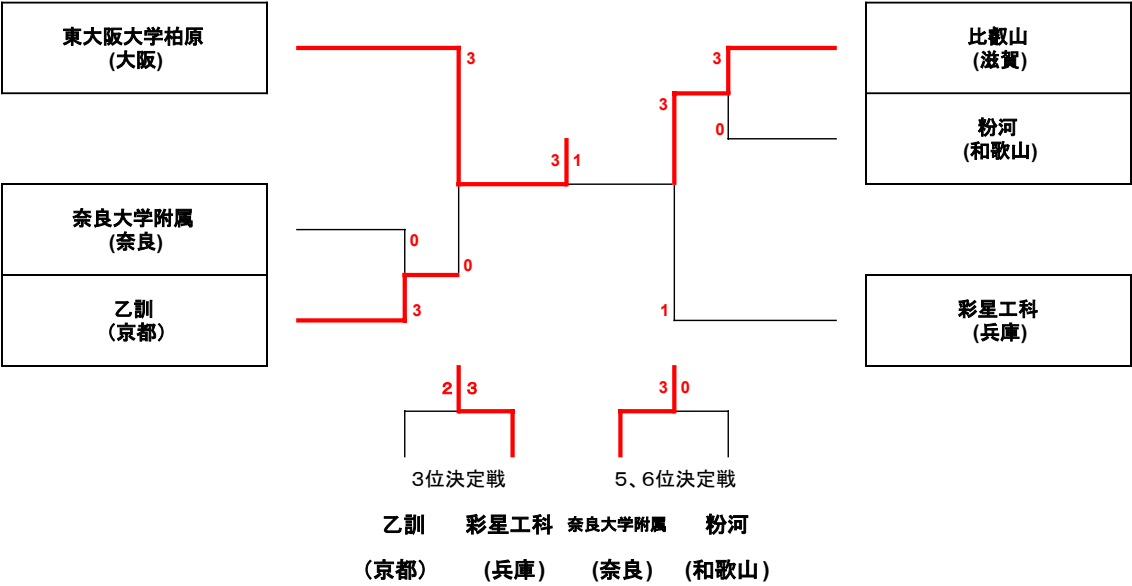 東大阪大学柏原
(大阪)
奈良大学附属
(奈良)
乙訓
（京都）
3
0
3
0
3
1
3
0
3
1
比叡山
(滋賀)
粉河
(和歌山)
彩星工科
(兵庫)
2 3
3 0
3位決定戦
5、6位決定戦
乙訓 彩星工科 奈良大学附属 粉河
（京都） (兵庫) (奈良) (和歌山)